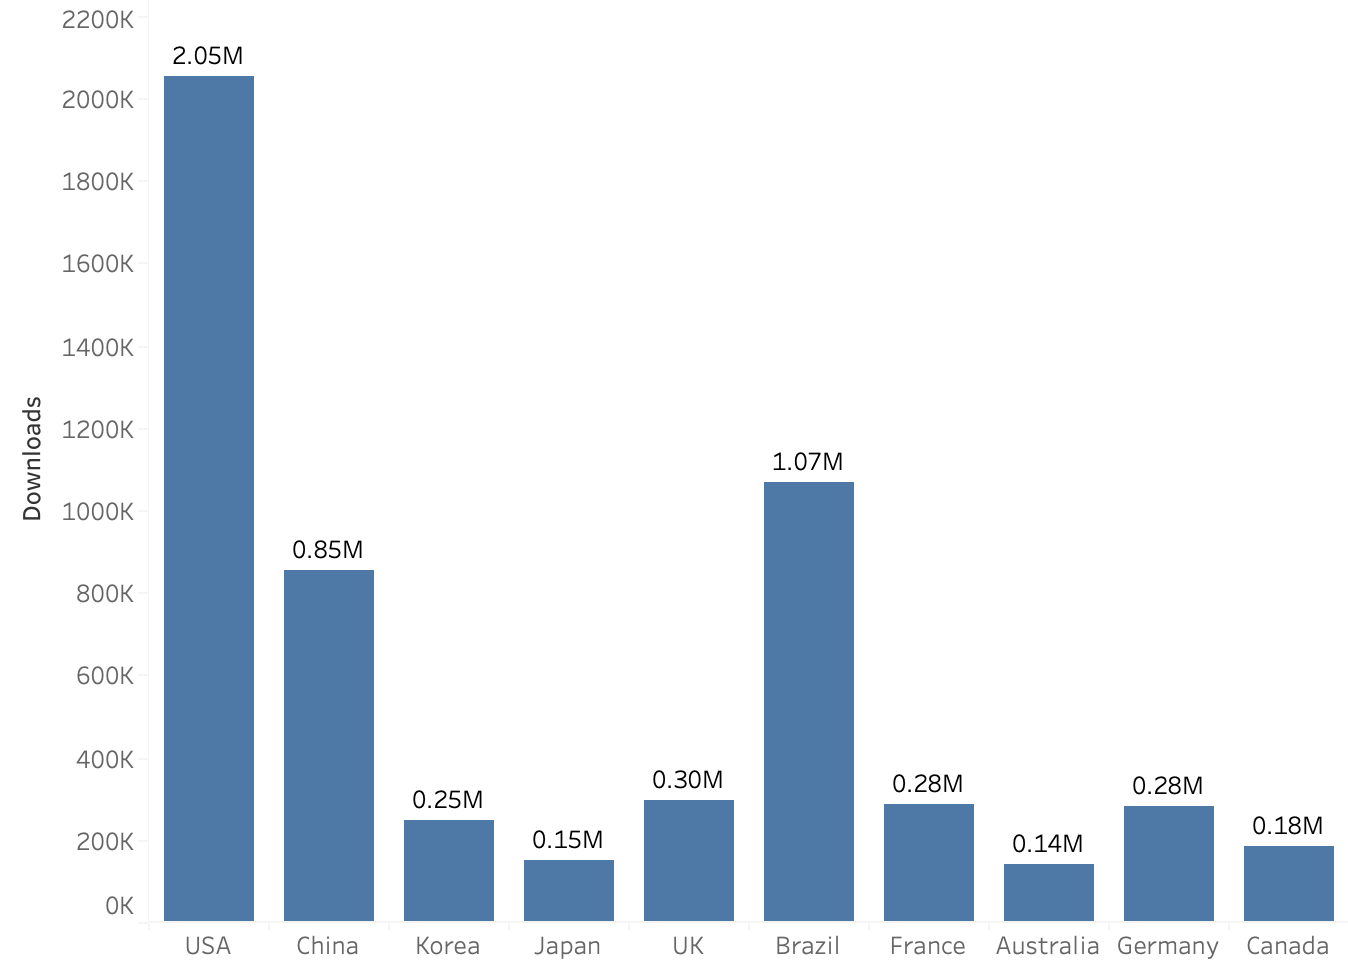 2200K
2.05M
2000K
1800K
1600K
1400K
1200K
1.07M
1000K
0.85M
800K
600K
400K
0.25M
0.30M
0.28M
0.28M
200K
0.15M
0.14M
0.18M
0K
Downloads
USA China Korea Japan UK Brazil France Australia Germany Canada